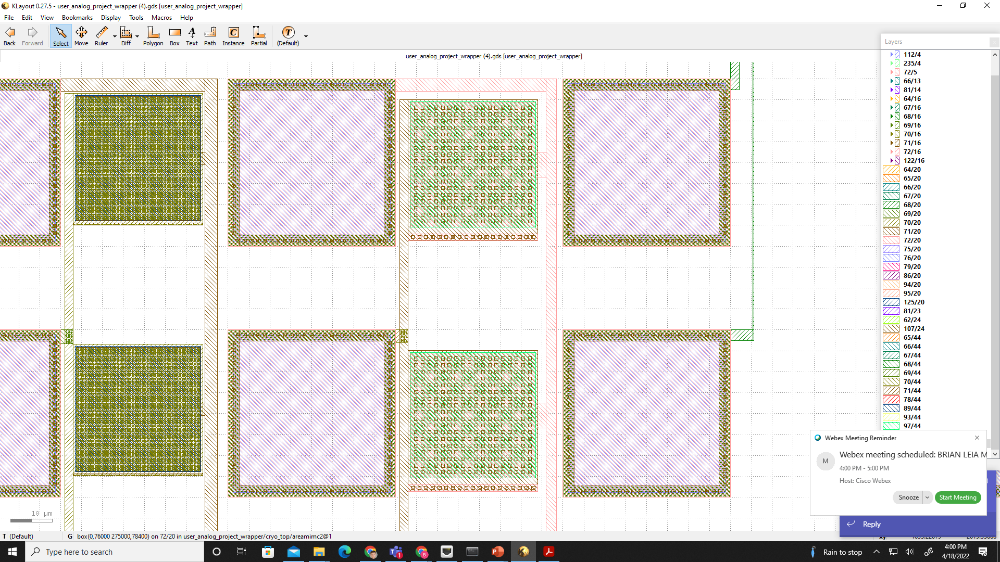 KLayout 0.27.5 - user_analog_project_wrapper (4).gds [user_analog_project_wrapper]
File Edit View Bookmarks Display Tools Macros Help
T C T
A
Back Forward Select Move Ruler Diff Polygon Box Text Path Instance Partial (Default)
user_analog_project_wrapper (4).gds [user_analog_project_wrapper]
Layers
112/4
235/4
72/5
66/13
81/14
64/16
67/16
68/16
69/16
70/16
71/16
72/16
122/16
64/20
65/20
66/20
67/20
68/20
69/20
70/20
71/20
72/20
75/20
76/20
79/20
86/20
94/20
95/20
125/20
81/23
62/24
107/24
65/44
66/44
67/44
68/44
69/44
70/44
71/44
78/44
89/44
93/44
97/44
Webex Meeting Reminder
M
Webex meeting scheduled: BRIAN LEIA M
4:00 PM - 5:00 PM
Host: Cisco Webex
Snooze
Start Meeting
Reply
10 µm
T (Default) G box(0,76000 275000,78400) on 72/20 in user_analog_project_wrapper/cryo_top/areamimc2@1
xy
Type here to search
Rain to stop
4:00 PM
4/18/2022